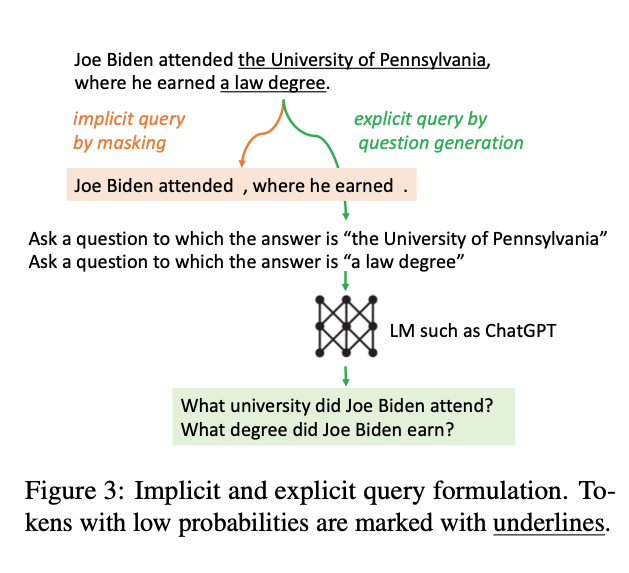 Joe Biden attended the University of Pennsylvania,
where he earned a law degree.
implicit query
by masking
explicit query by
question generation
Joe Biden attended , where he earned .
Ask a question to which the answer is “the University of Pennsylvania”
Ask a question to which the answer is “a law degree”
LM such as ChatGPT
What university did Joe Biden attend?
What degree did Joe Biden earn?
Figure 3: Implicit and explicit query formulation. To-
kens with low probabilities are marked with underlines.